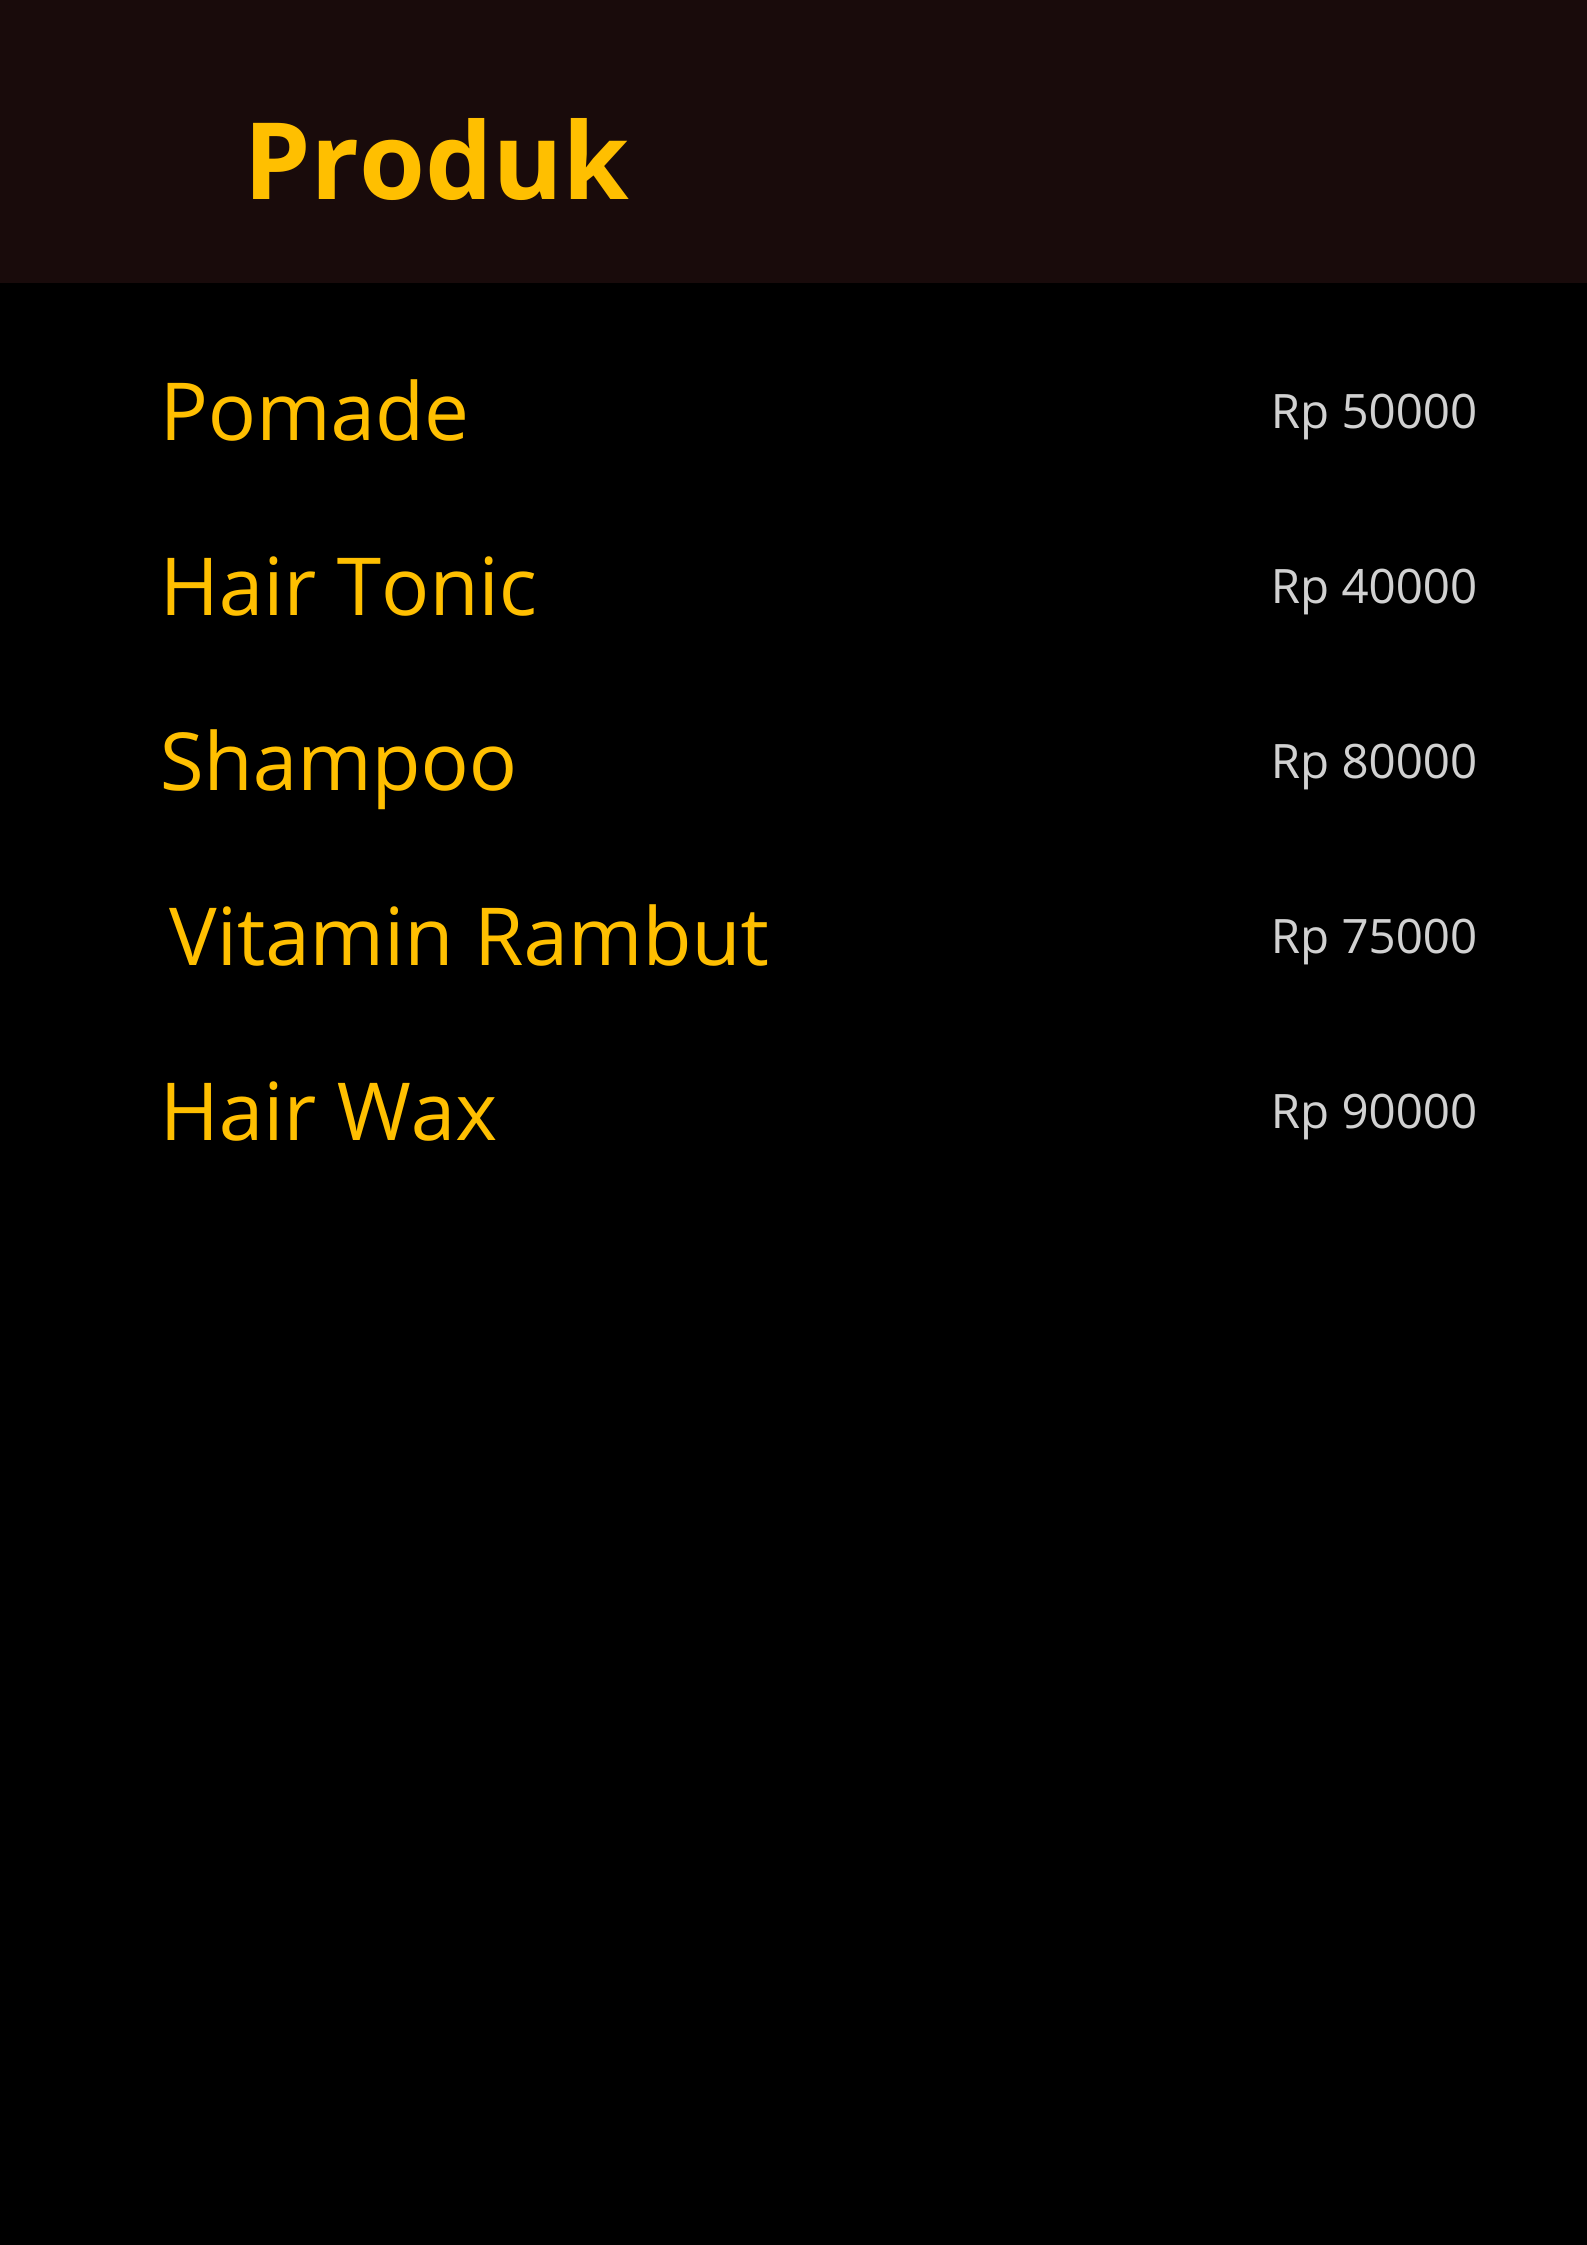 Produk
Pomade Rp 50000
Hair Tonic Rp 40000
Shampoo Rp 80000
Vitamin Rambut Rp 75000
Hair Wax Rp 90000